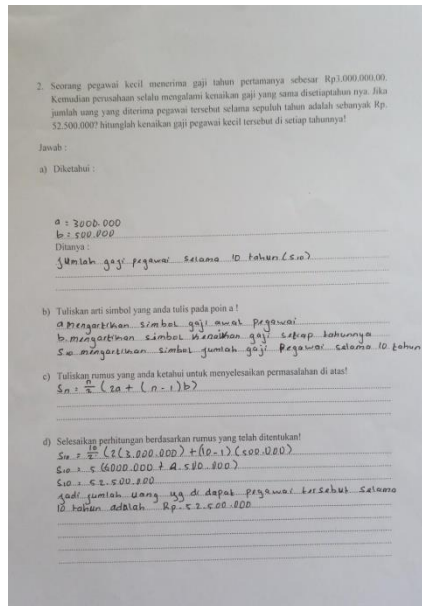 2. Seorang pegawai kecil menerima gaji tahun pertamanya sebesar Rp3.000.000,00.
Kemudian perusahaan selalu mengalami kenaikan gaji yang sama disetiaptahun nya. Jika
jumlah uang yang diterima pegawai tersebut selama sepuluh tahun adalah sebanyak Rp.
52.500.000? hitunglah kenaikan gaji pegawai kecil tersebut di setiap tahunnya!
Jawab :
a) Diketahui :
a = 3000.000
b = 500.000
Ditanya :
Jumlah gaji pegawai selama 10 tahun (S10)
b) Tuliskan arti simbol yang anda tulis pada poin a !
a mengartikan simbol gaji awal pegawai
b. mengartikan simbol kenaikan gaji setiap tahunnya
S10 mengartikan simbol jumlah gaji Pegawai selama 10 tahun
c) Tuliskan rumus yang anda ketahui untuk menyelesaikan permasalahan di atas!
Sn = n/2 (2a + (n - 1) b)
d) Selesaikan perhitungan berdasarkan rumus yang telah ditentukan!
S10 = 10/2 (2(3.000.000) + (10 - 1) (500.000)
S10 = 5 (6000.000 + 4.500.000)
S10 = 52.500.000
Jadi jumlah uang yg di dapat pegawai tersebut selama
10 tahun adalah Rp. 52.500.000